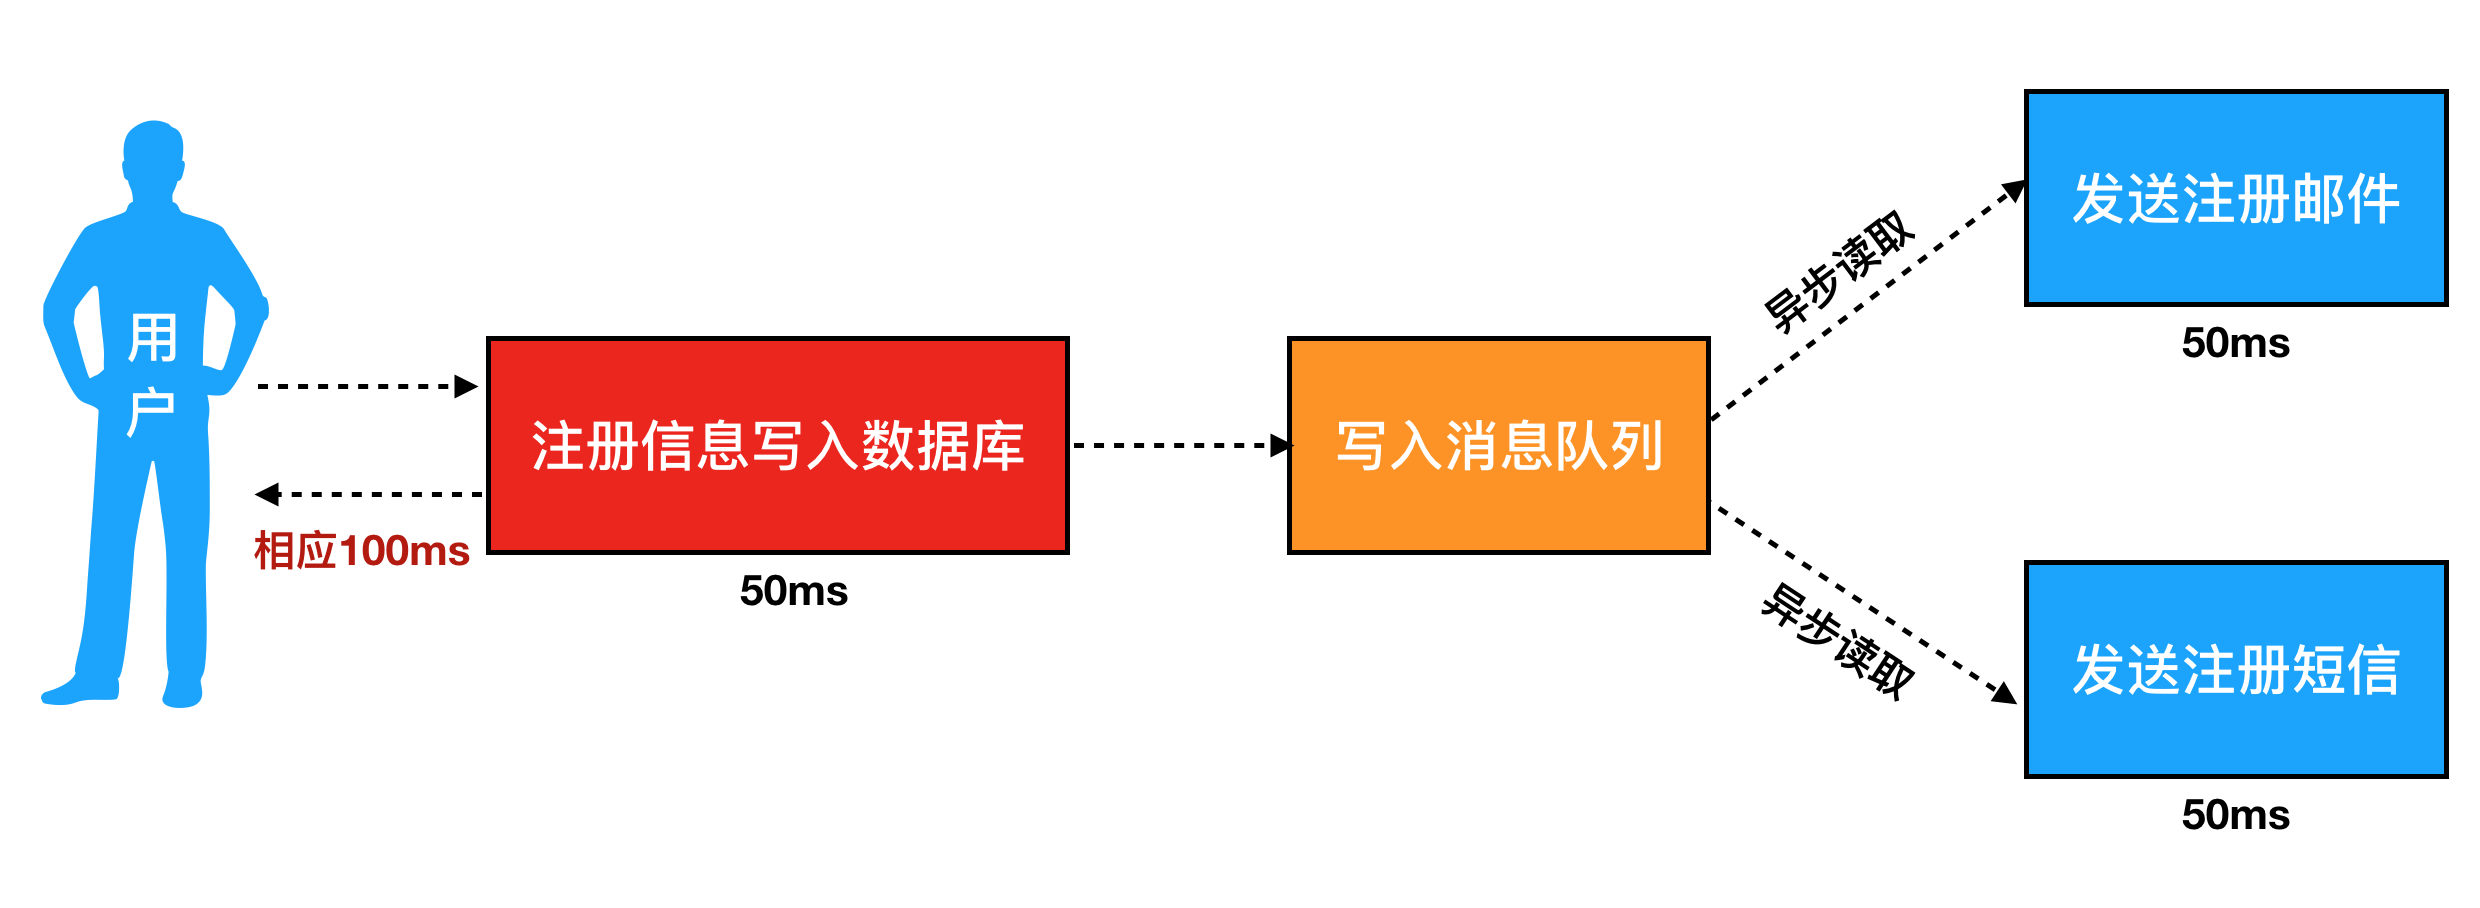 用户
相应100ms
注册信息写入数据库
50ms
写入消息队列
异步读取
发送注册邮件
50ms
异步读取
发送注册短信
50ms